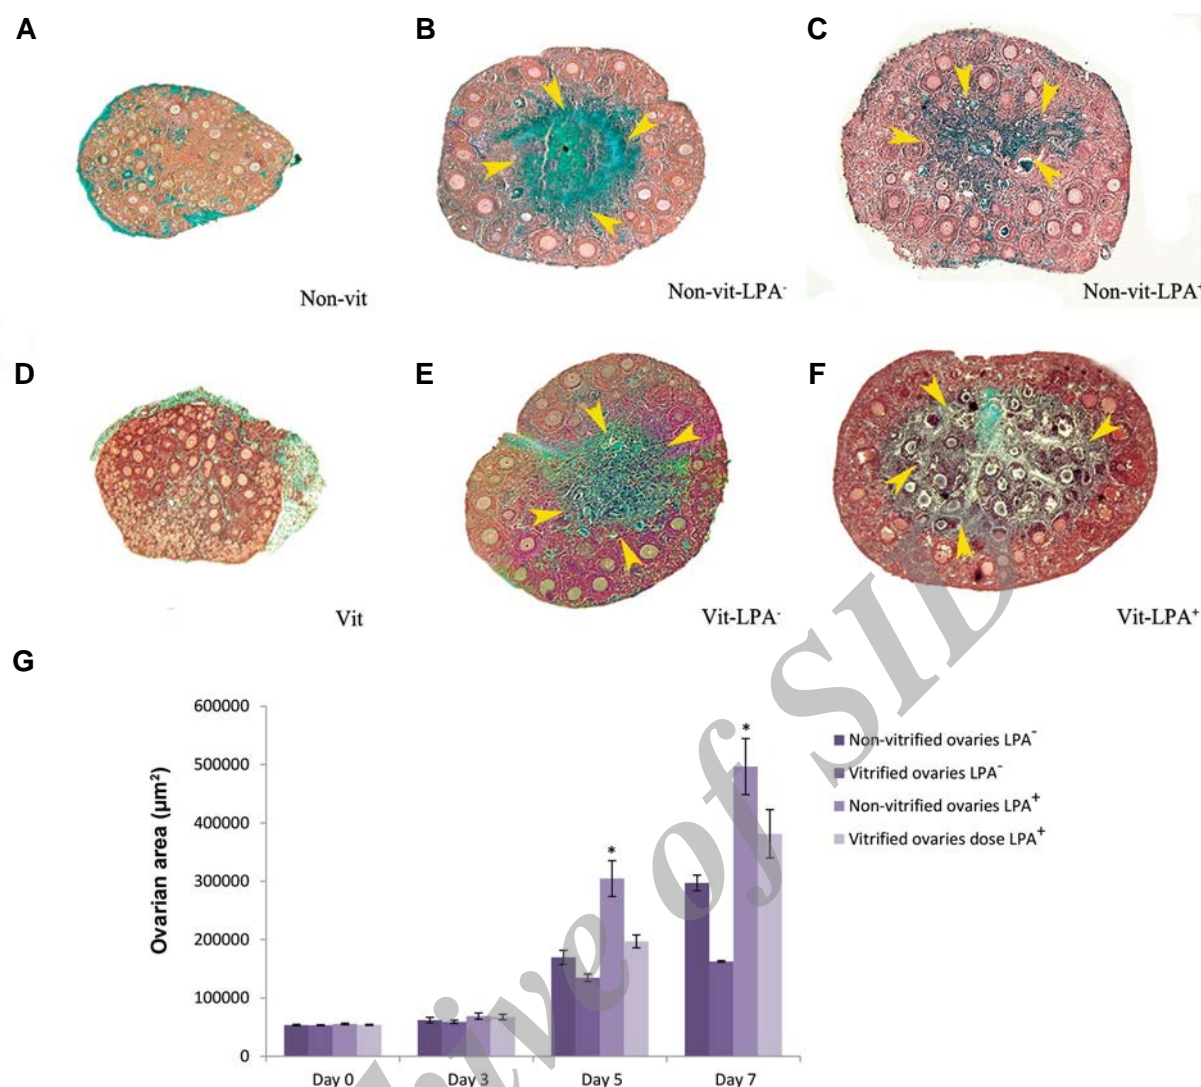 A
B
C
Non-vit
Non-vit-LPA⁻
Non-vit-LPA⁺
D
E
F
Vit
Vit-LPA⁻
Vit-LPA⁺
G
Ovarian area (µm²)
600000
500000
400000
300000
200000
100000
0
*
*
Day 0
Day 3
Day 5
Day 7
Non-vitrified ovaries LPA⁻
Vitrified ovaries LPA⁻
Non-vitrified ovaries LPA⁺
Vitrified ovaries dose LPA⁺
ive of SID